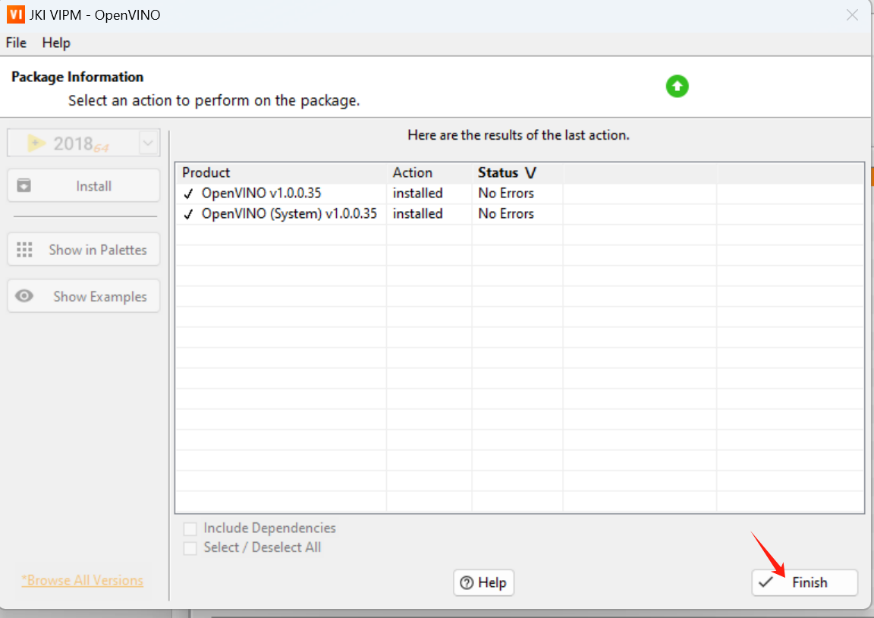 VI JKI VIPM - OpenVINO
File Help
Package Information
Select an action to perform on the package.
Here are the results of the last action.
2018 64
Install
Show in Palettes
Show Examples
Product Action Status
OpenVINO v1.0.0.35 installed No Errors
OpenVINO (System) v1.0.0.35 installed No Errors
Include Dependencies
Select / Deselect All
*Browse All Versions
Help
Finish